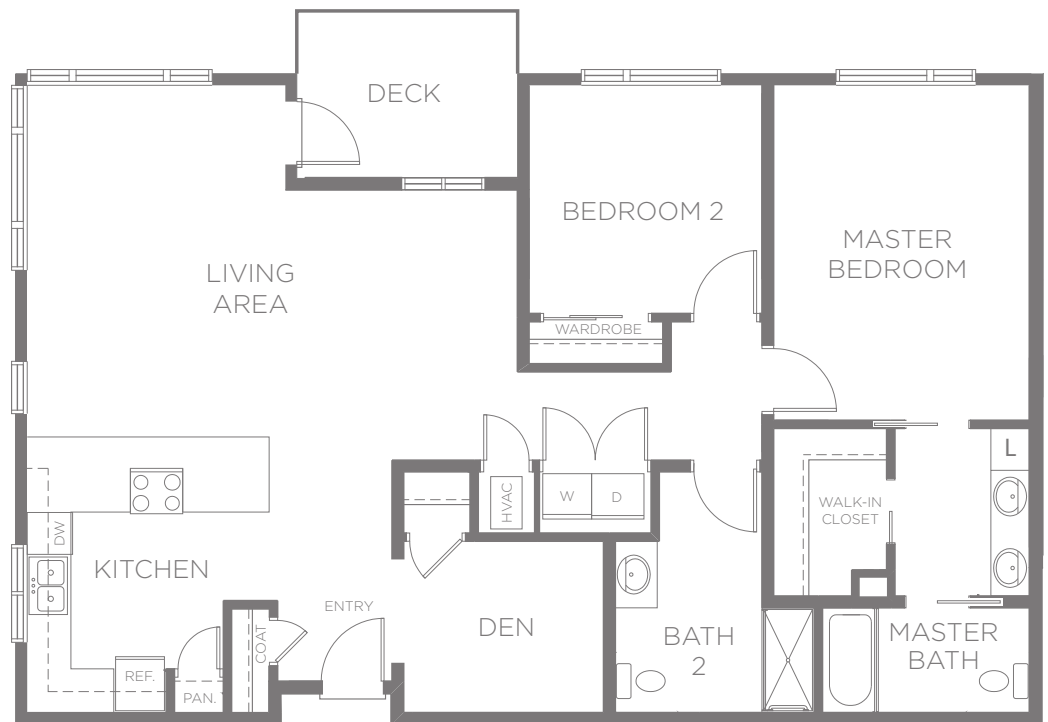 DECK
BEDROOM 2
MASTER
BEDROOM
LIVING
AREA
WARDROBE
L
W
D
HVAC
WALK-IN
CLOSET
DW
KITCHEN
ENTRY
DEN
COAT
BATH
2
MASTER
BATH
REF.
PAN.